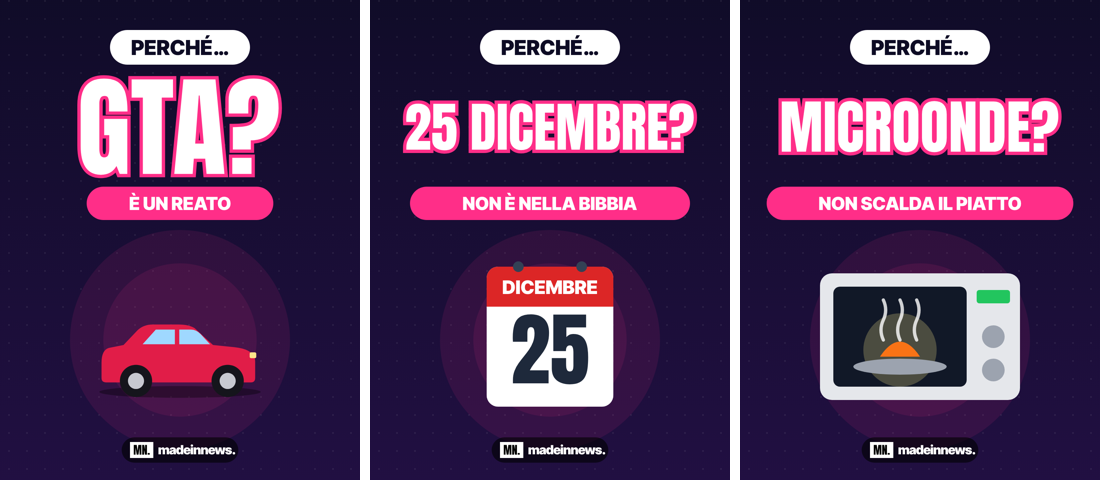 PERCHÉ...
GTA?
È UN REATO
MN. madeinnews.
PERCHÉ...
25 DICEMBRE?
NON È NELLA BIBBIA
DICEMBRE
25
MN. madeinnews.
PERCHÉ...
MICROONDE?
NON SCALDA IL PIATTO
MN. madeinnews.